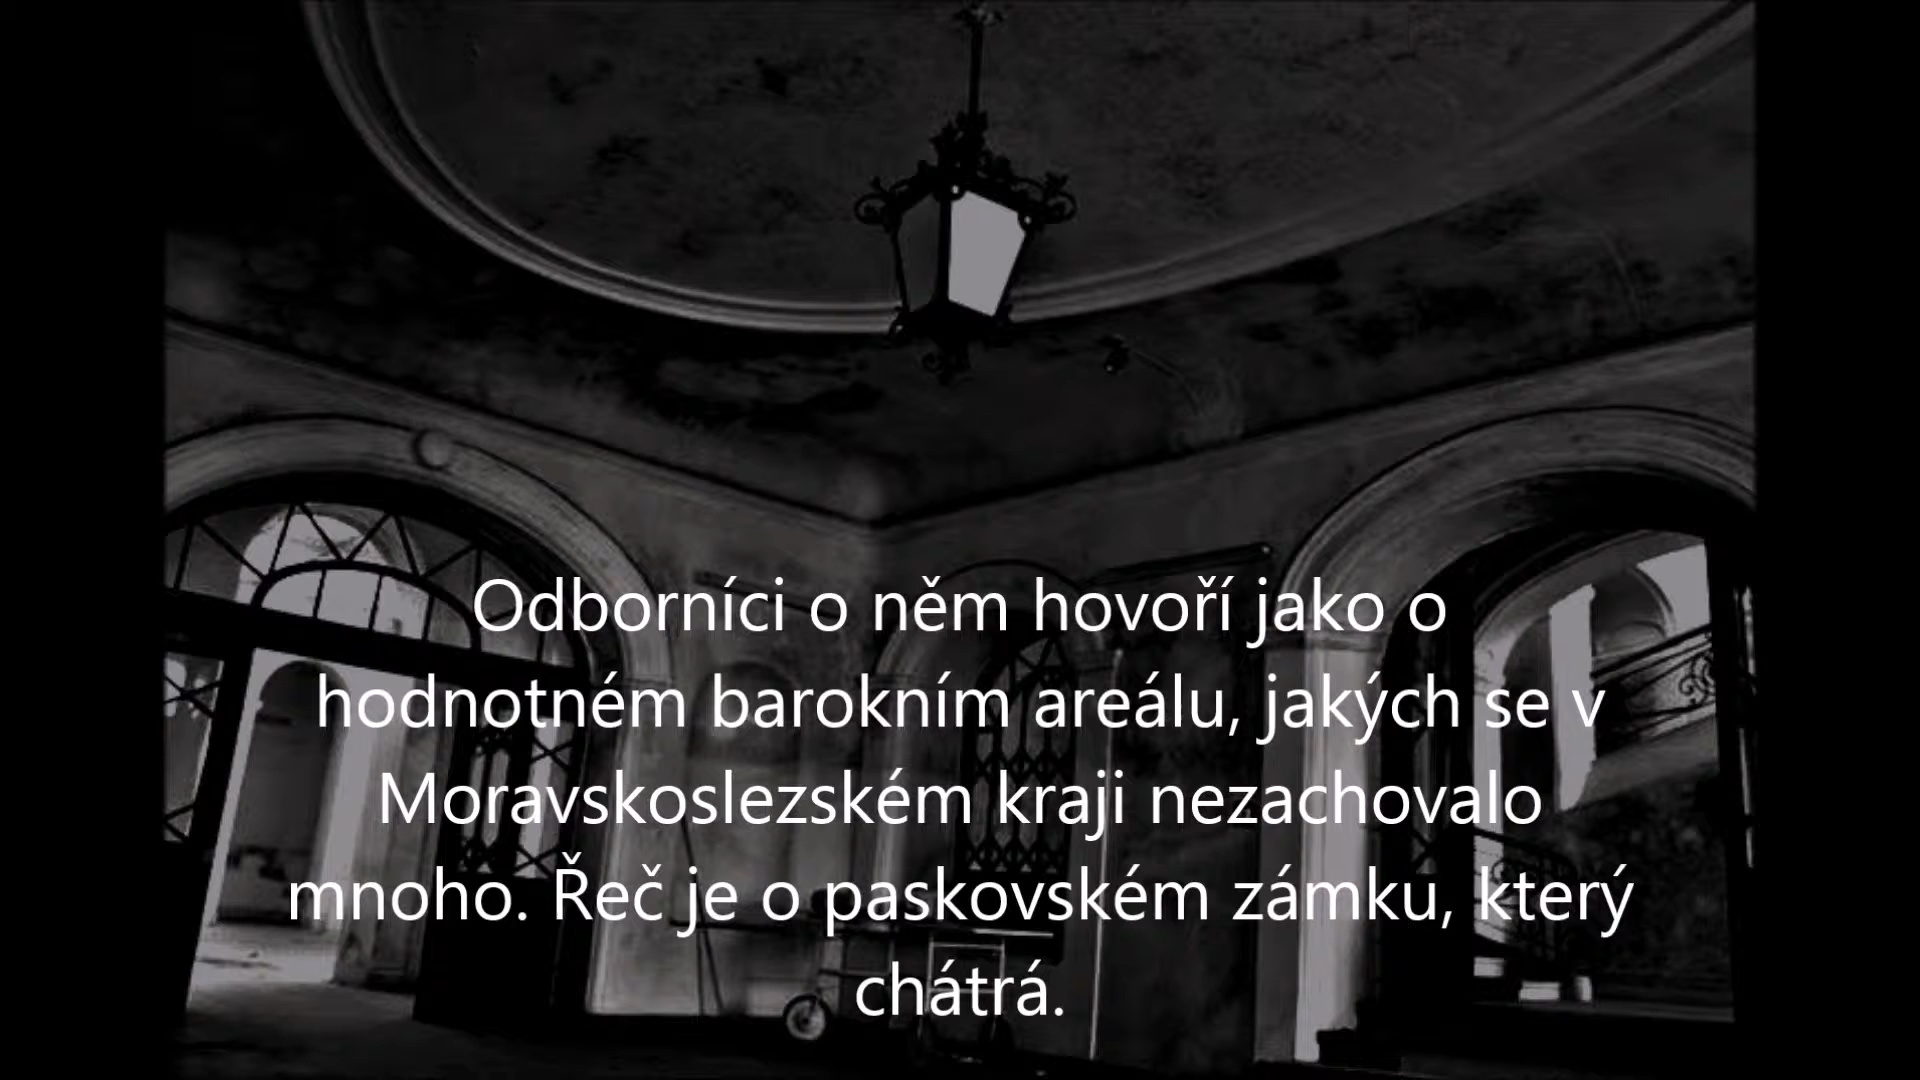 Odborníci o něm hovoří jako o
hodnotném barokním areálu, jakých se v
Moravskoslezském kraji nezachovalo
mnoho. Řeč je o paskovském zámku, který
chátrá.